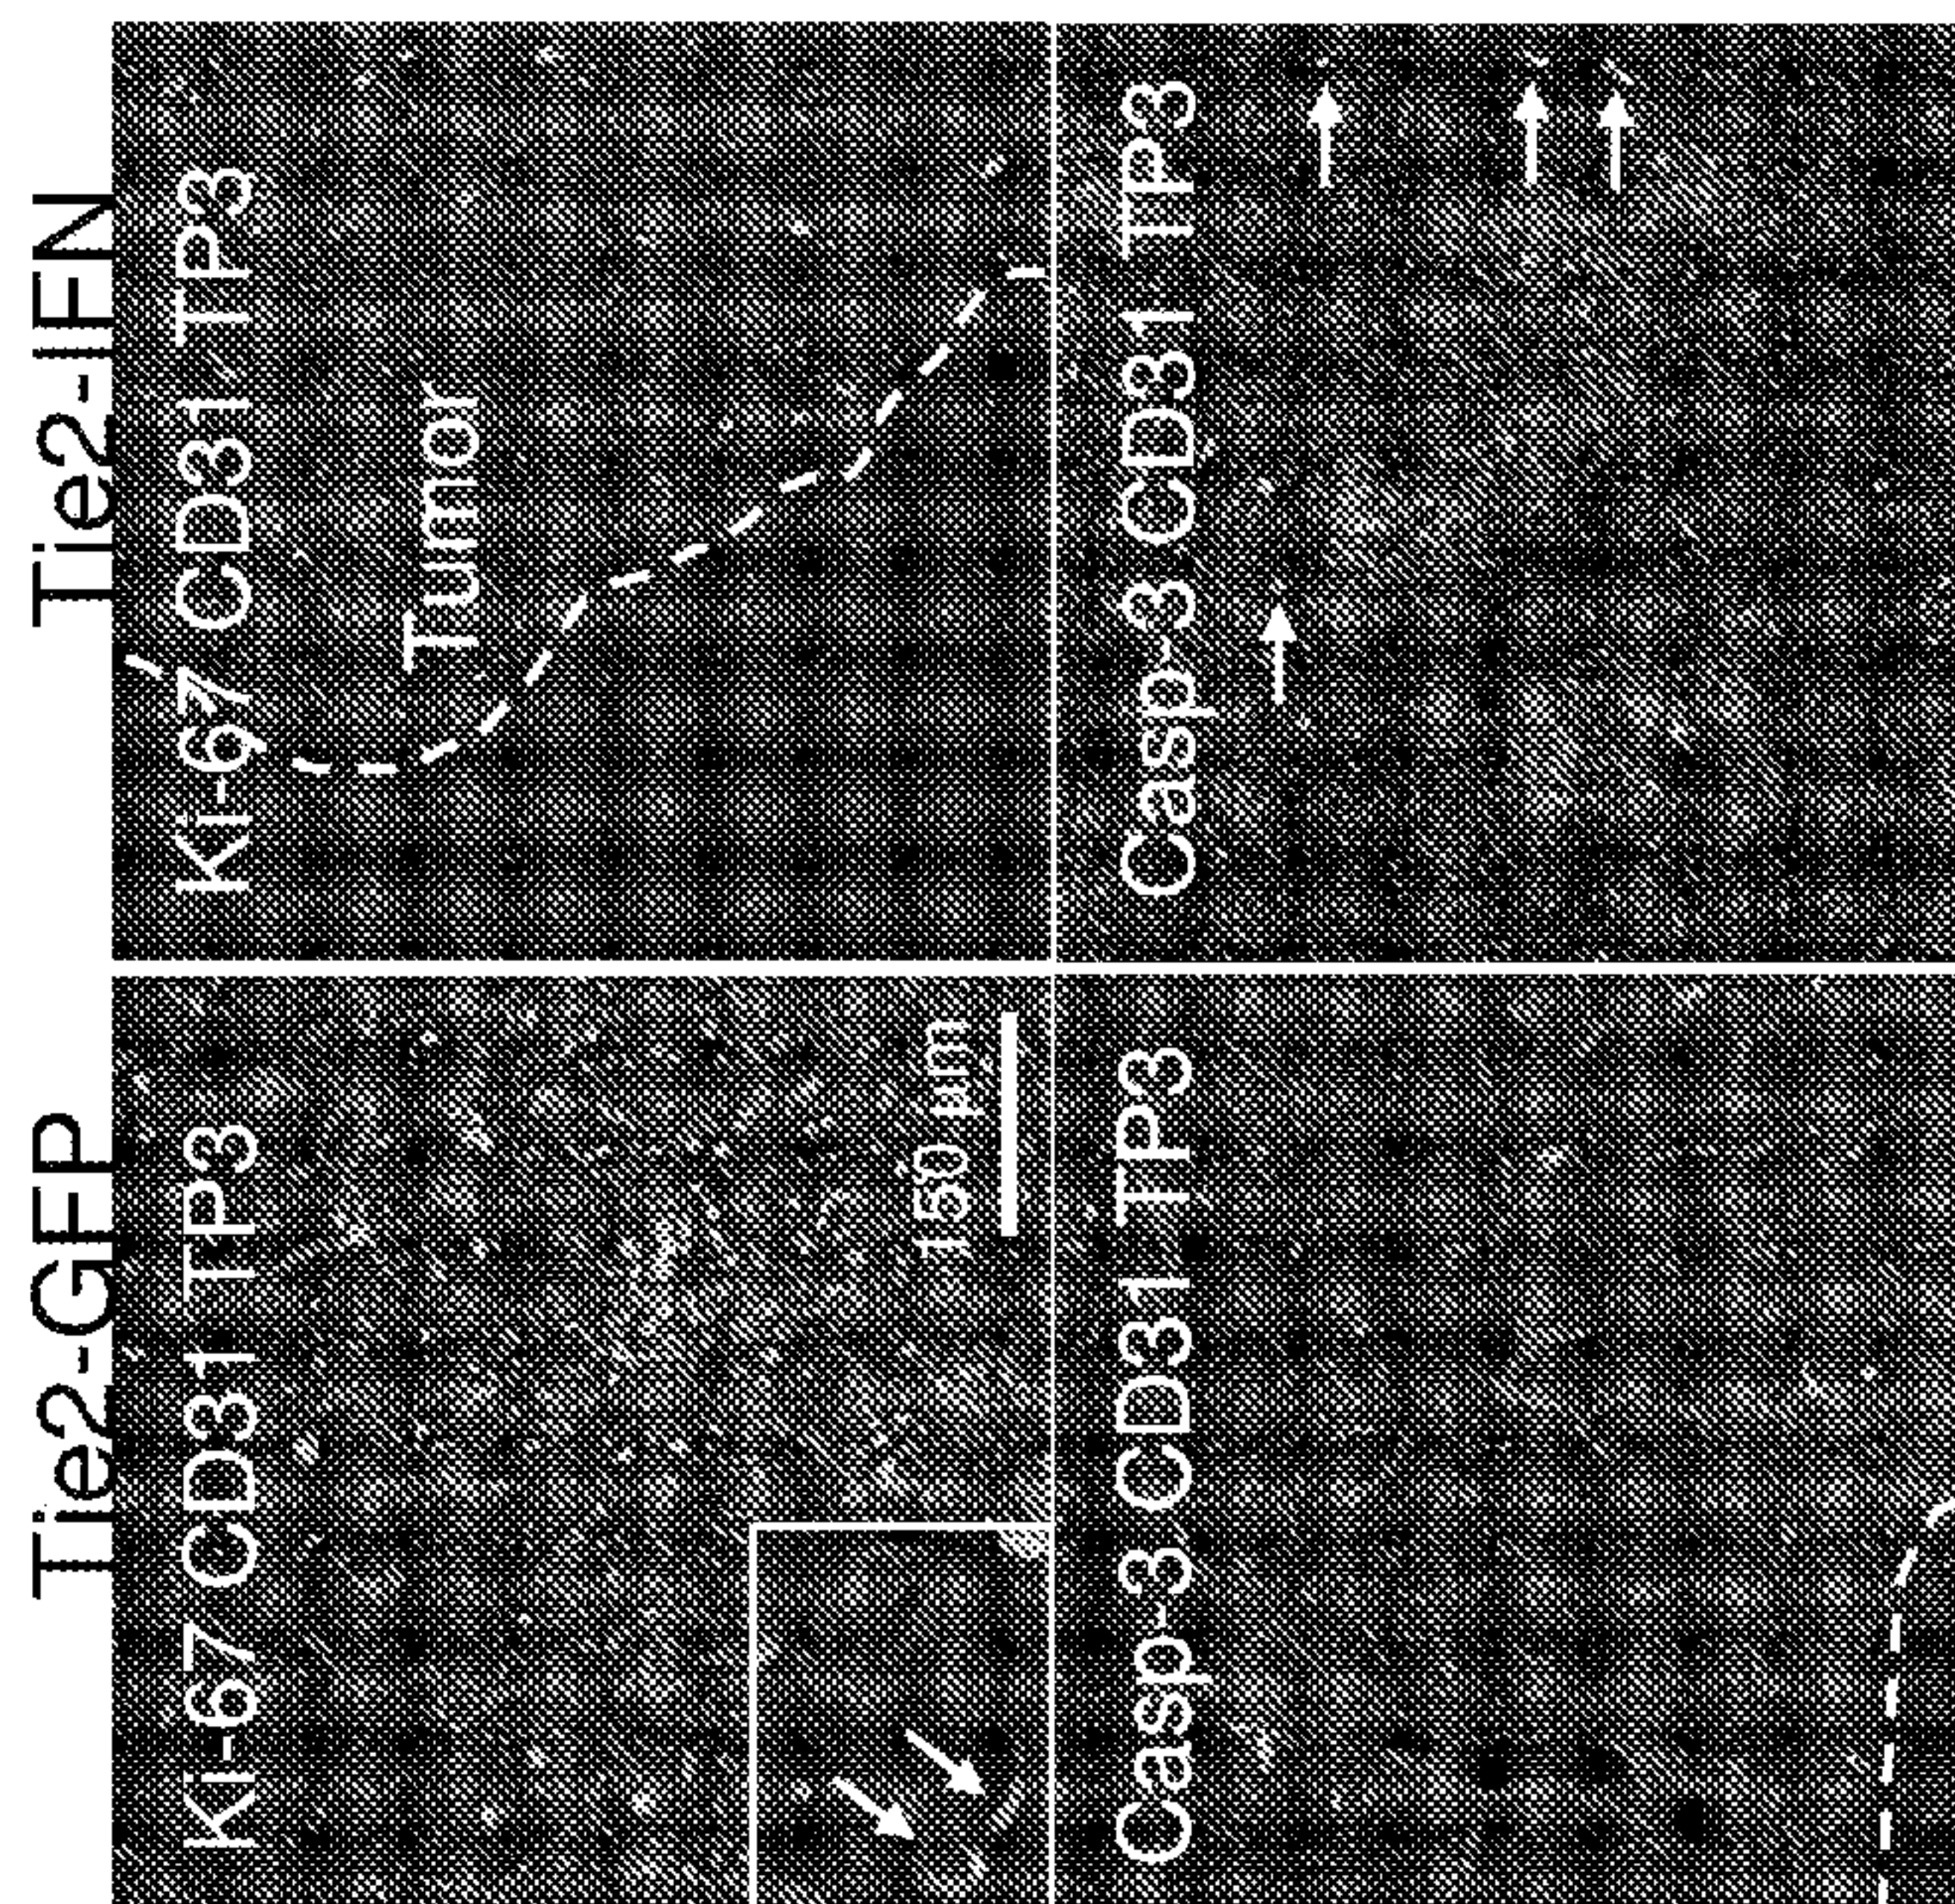 Tie2-GFP
Tie2-IFN
Ki-67 CD31 TP3
150 µm
Ki-67 CD31 TP3
Tumor
Casp-3 CD31 TP3
Casp-3 CD31 TP3